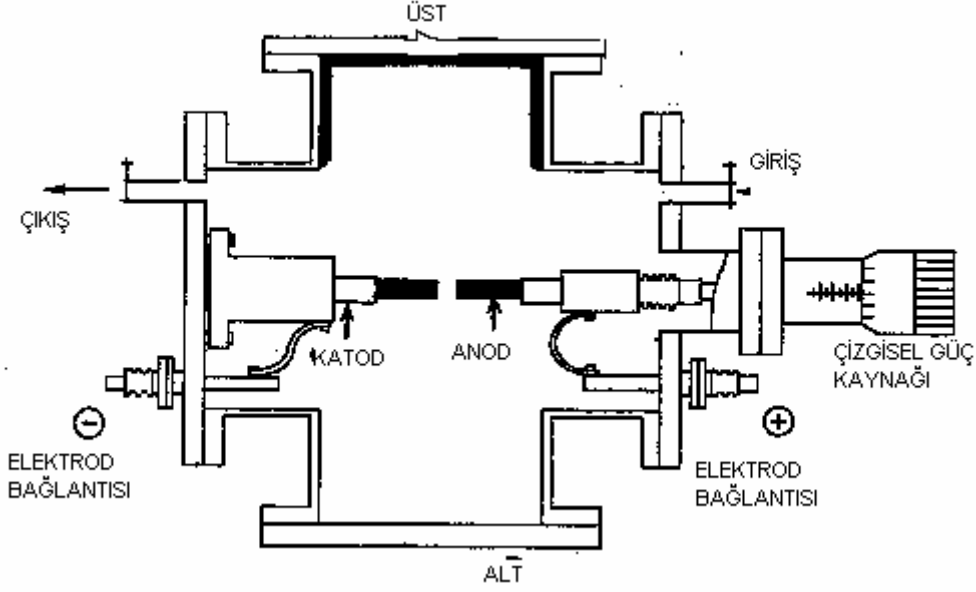 ÜST
GİRİŞ
ÇIKIŞ
KATOD
ANOD
ÇİZGİSEL GÜÇ
KAYNAĞI
⊖
⊕
ELEKTROD
BAĞLANTISI
ELEKTROD
BAĞLANTISI
ALT